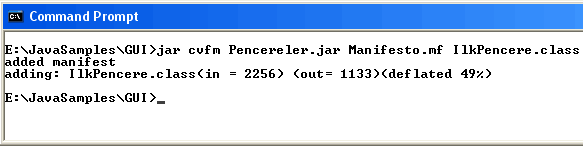 Command Prompt
E:\JavaSamples\GUI>jar cvfm Pencereler.jar Manifesto.mf IlkPencere.class
added manifest
adding: IlkPencere.class(in = 2256) (out= 1133)(deflated 49%)
E:\JavaSamples\GUI>_